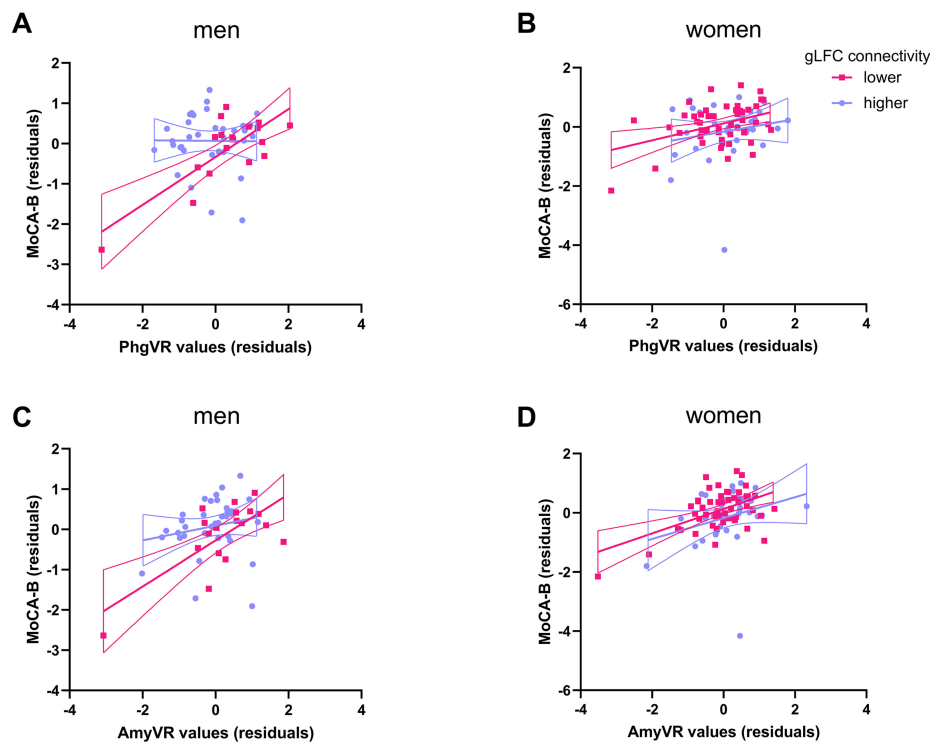 A
men
B
women
gLFC connectivity
lower
higher
2
1
0
-1
-2
-3
-4
MoCA-B (residuals)
-4
-2
0
2
4
PhgVR values (residuals)
2
0
-2
-4
-6
MoCA-B (residuals)
-4
-2
0
2
4
PhgVR values (residuals)
C
men
D
women
2
1
0
-1
-2
-3
-4
MoCA-B (residuals)
-4
-2
0
2
4
AmyVR values (residuals)
2
0
-2
-4
-6
MoCA-B (residuals)
-4
-2
0
2
4
AmyVR values (residuals)